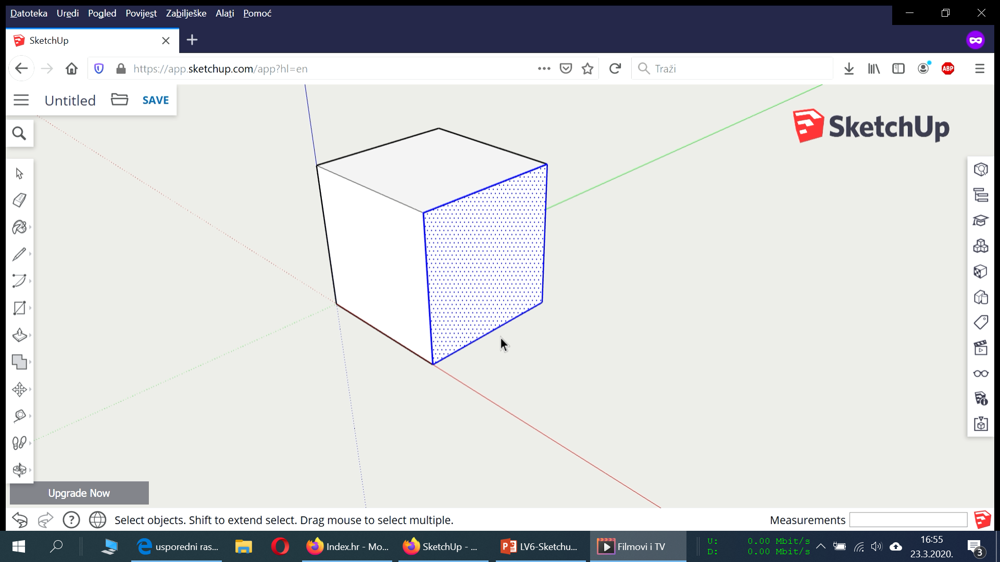 Datoteka Uredi Pogled Povijest Zabilješke Alati Pomoć
SketchUp
https://app.sketchup.com/app?hl=en
Traži
ABP
Untitled SAVE
SketchUp
Upgrade Now
Select objects. Shift to extend select. Drag mouse to select multiple.
Measurements
usporedni ras...
Index.hr - Mo...
SketchUp - ...
LV6-Sketchu...
Filmovi i TV
U: 0.00 Mbit/s
D: 0.00 Mbit/s
16:55
23.3.2020.
3